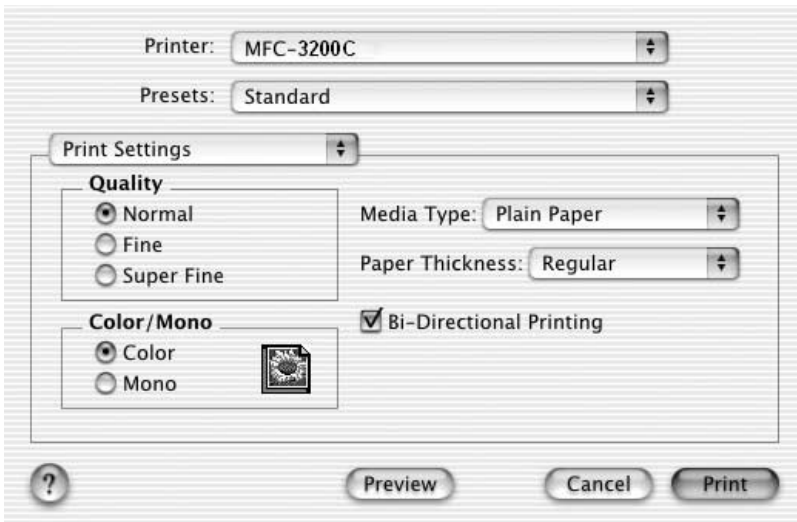 Printer: MFC-3200C
Presets: Standard
Print Settings
Quality
Normal
Fine
Super Fine
Media Type: Plain Paper
Paper Thickness: Regular
Color/Mono
Color
Mono
Bi-Directional Printing
?
Preview
Cancel
Print